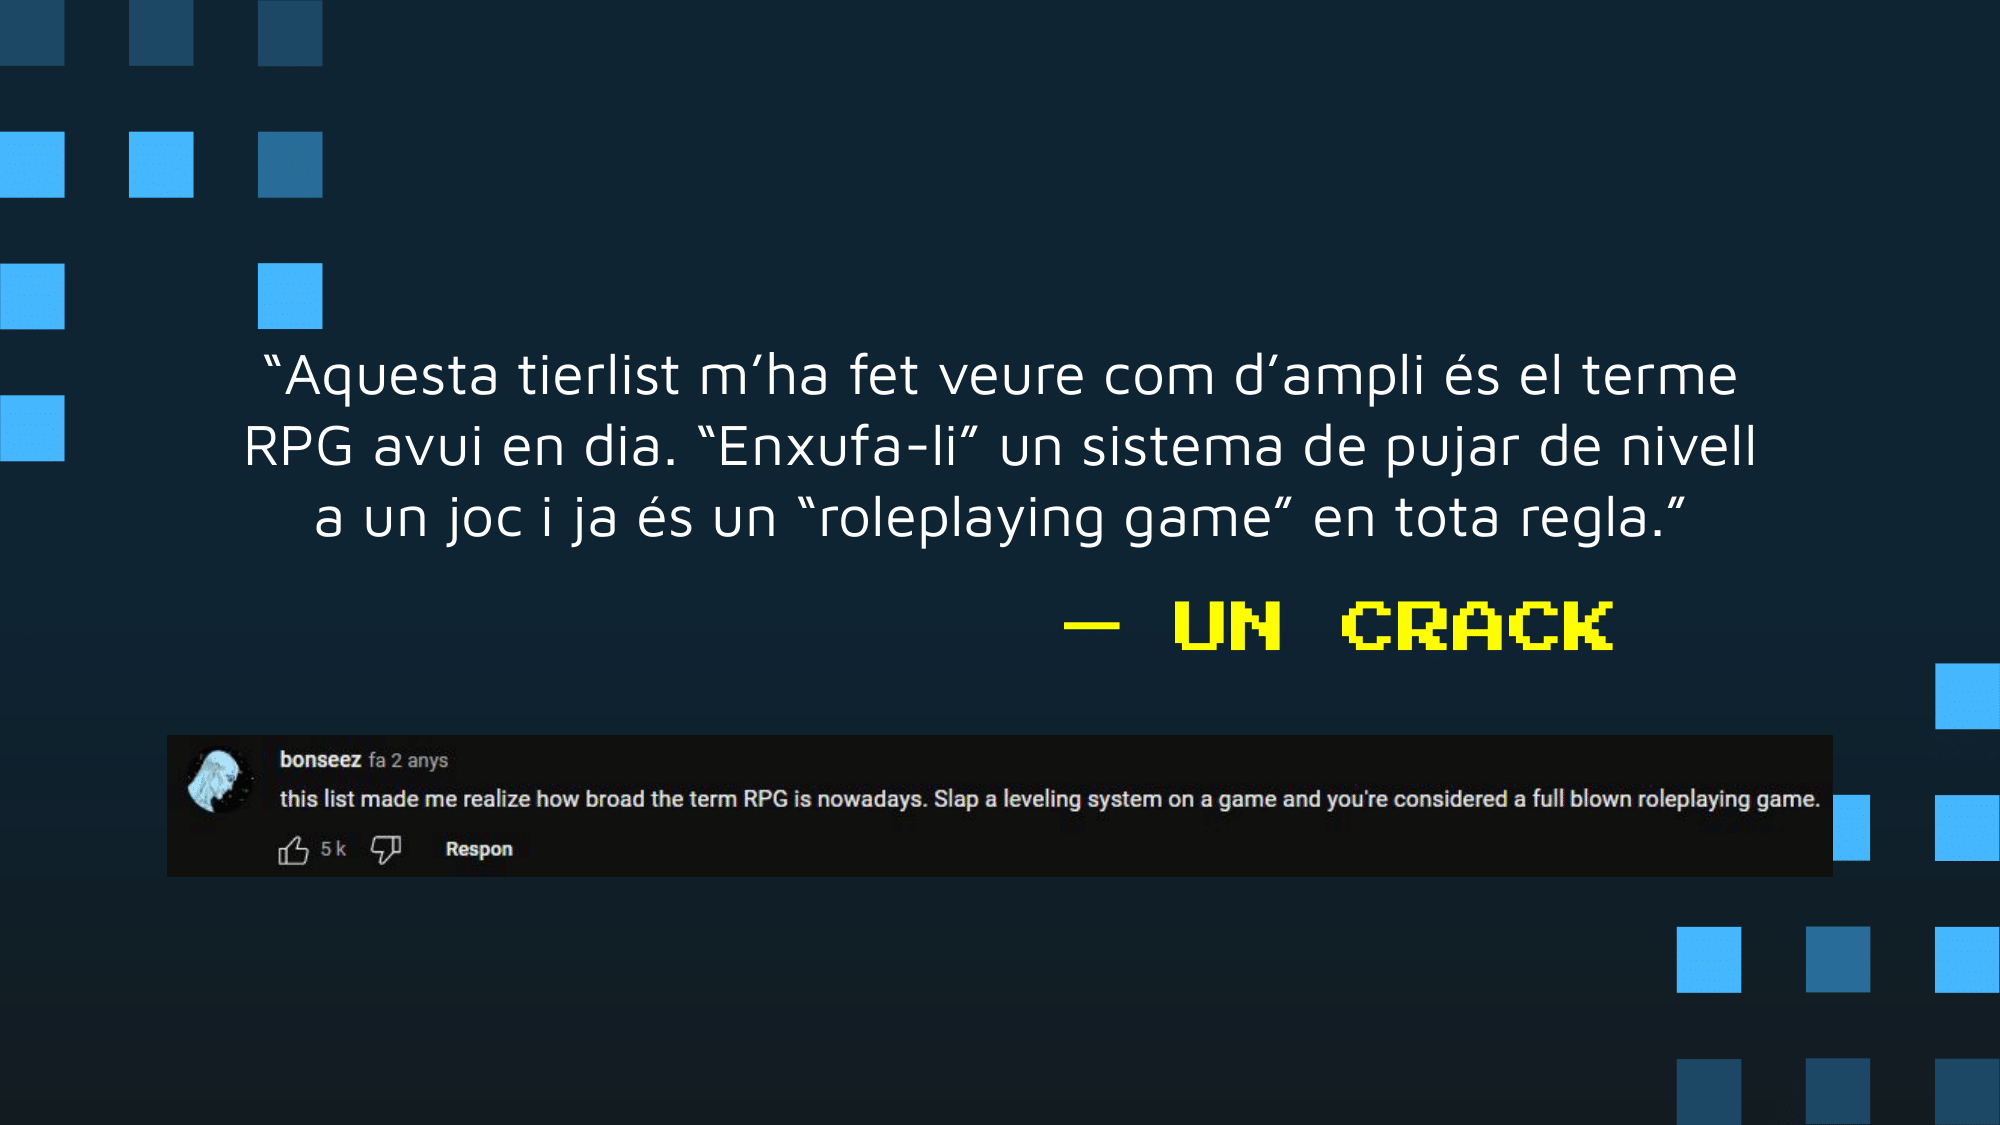 “Aquesta tierlist m’ha fet veure com d’ampli és el terme
RPG avui en dia. “Enxufa-li” un sistema de pujar de nivell
a un joc i ja és un “roleplaying game” en tota regla.”
— UN CRACK
bonseez fa 2 anys
this list made me realize how broad the term RPG is nowadays. Slap a leveling system on a game and you're considered a full blown roleplaying game.
5 k Respon